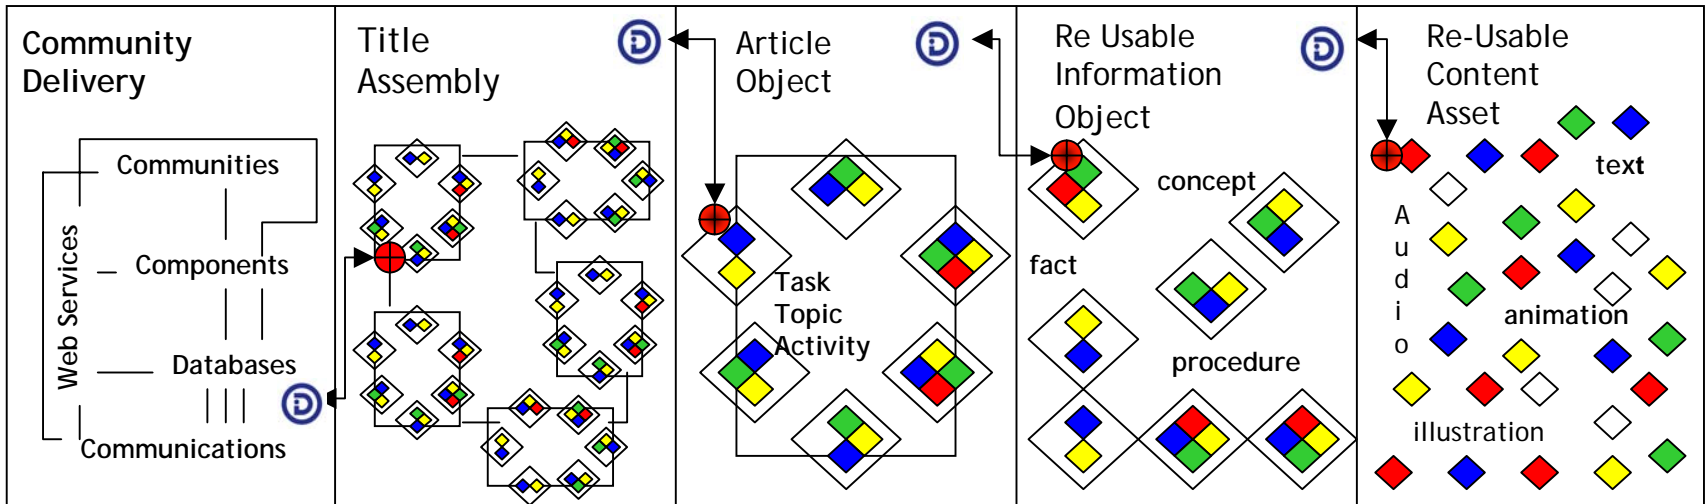 Community
Delivery
Communities
Web Services
Components
Databases
Communications
Title
Assembly
Article
Object
Task
Topic
Activity
Re Usable
Information
Object
concept
fact
procedure
Re-Usable
Content
Asset
text
Audio
animation
illustration